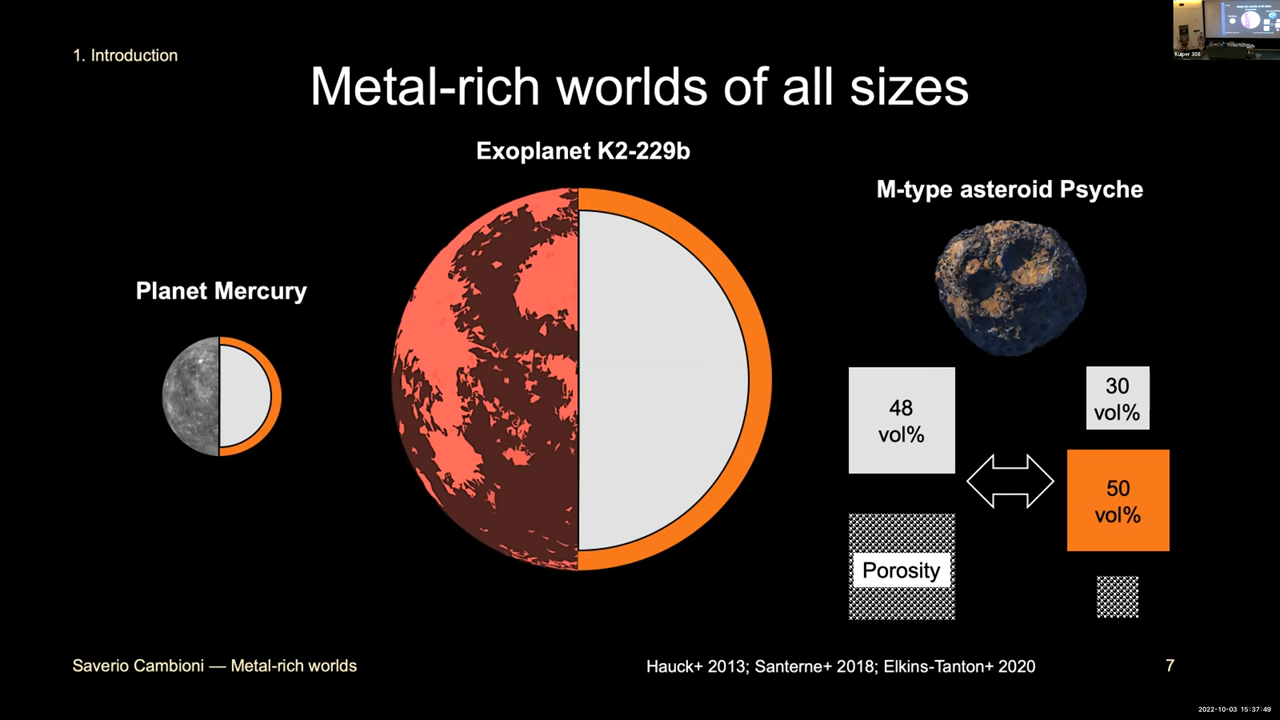 1. Introduction
Metal-rich worlds of all sizes
Exoplanet K2-229b
M-type asteroid Psyche
Planet Mercury
48
vol%
30
vol%
50
vol%
Porosity
Saverio Cambioni — Metal-rich worlds
Hauck+ 2013; Santerne+ 2018; Elkins-Tanton+ 2020
7
Kuiper 308
2022-10-03 15:37:49